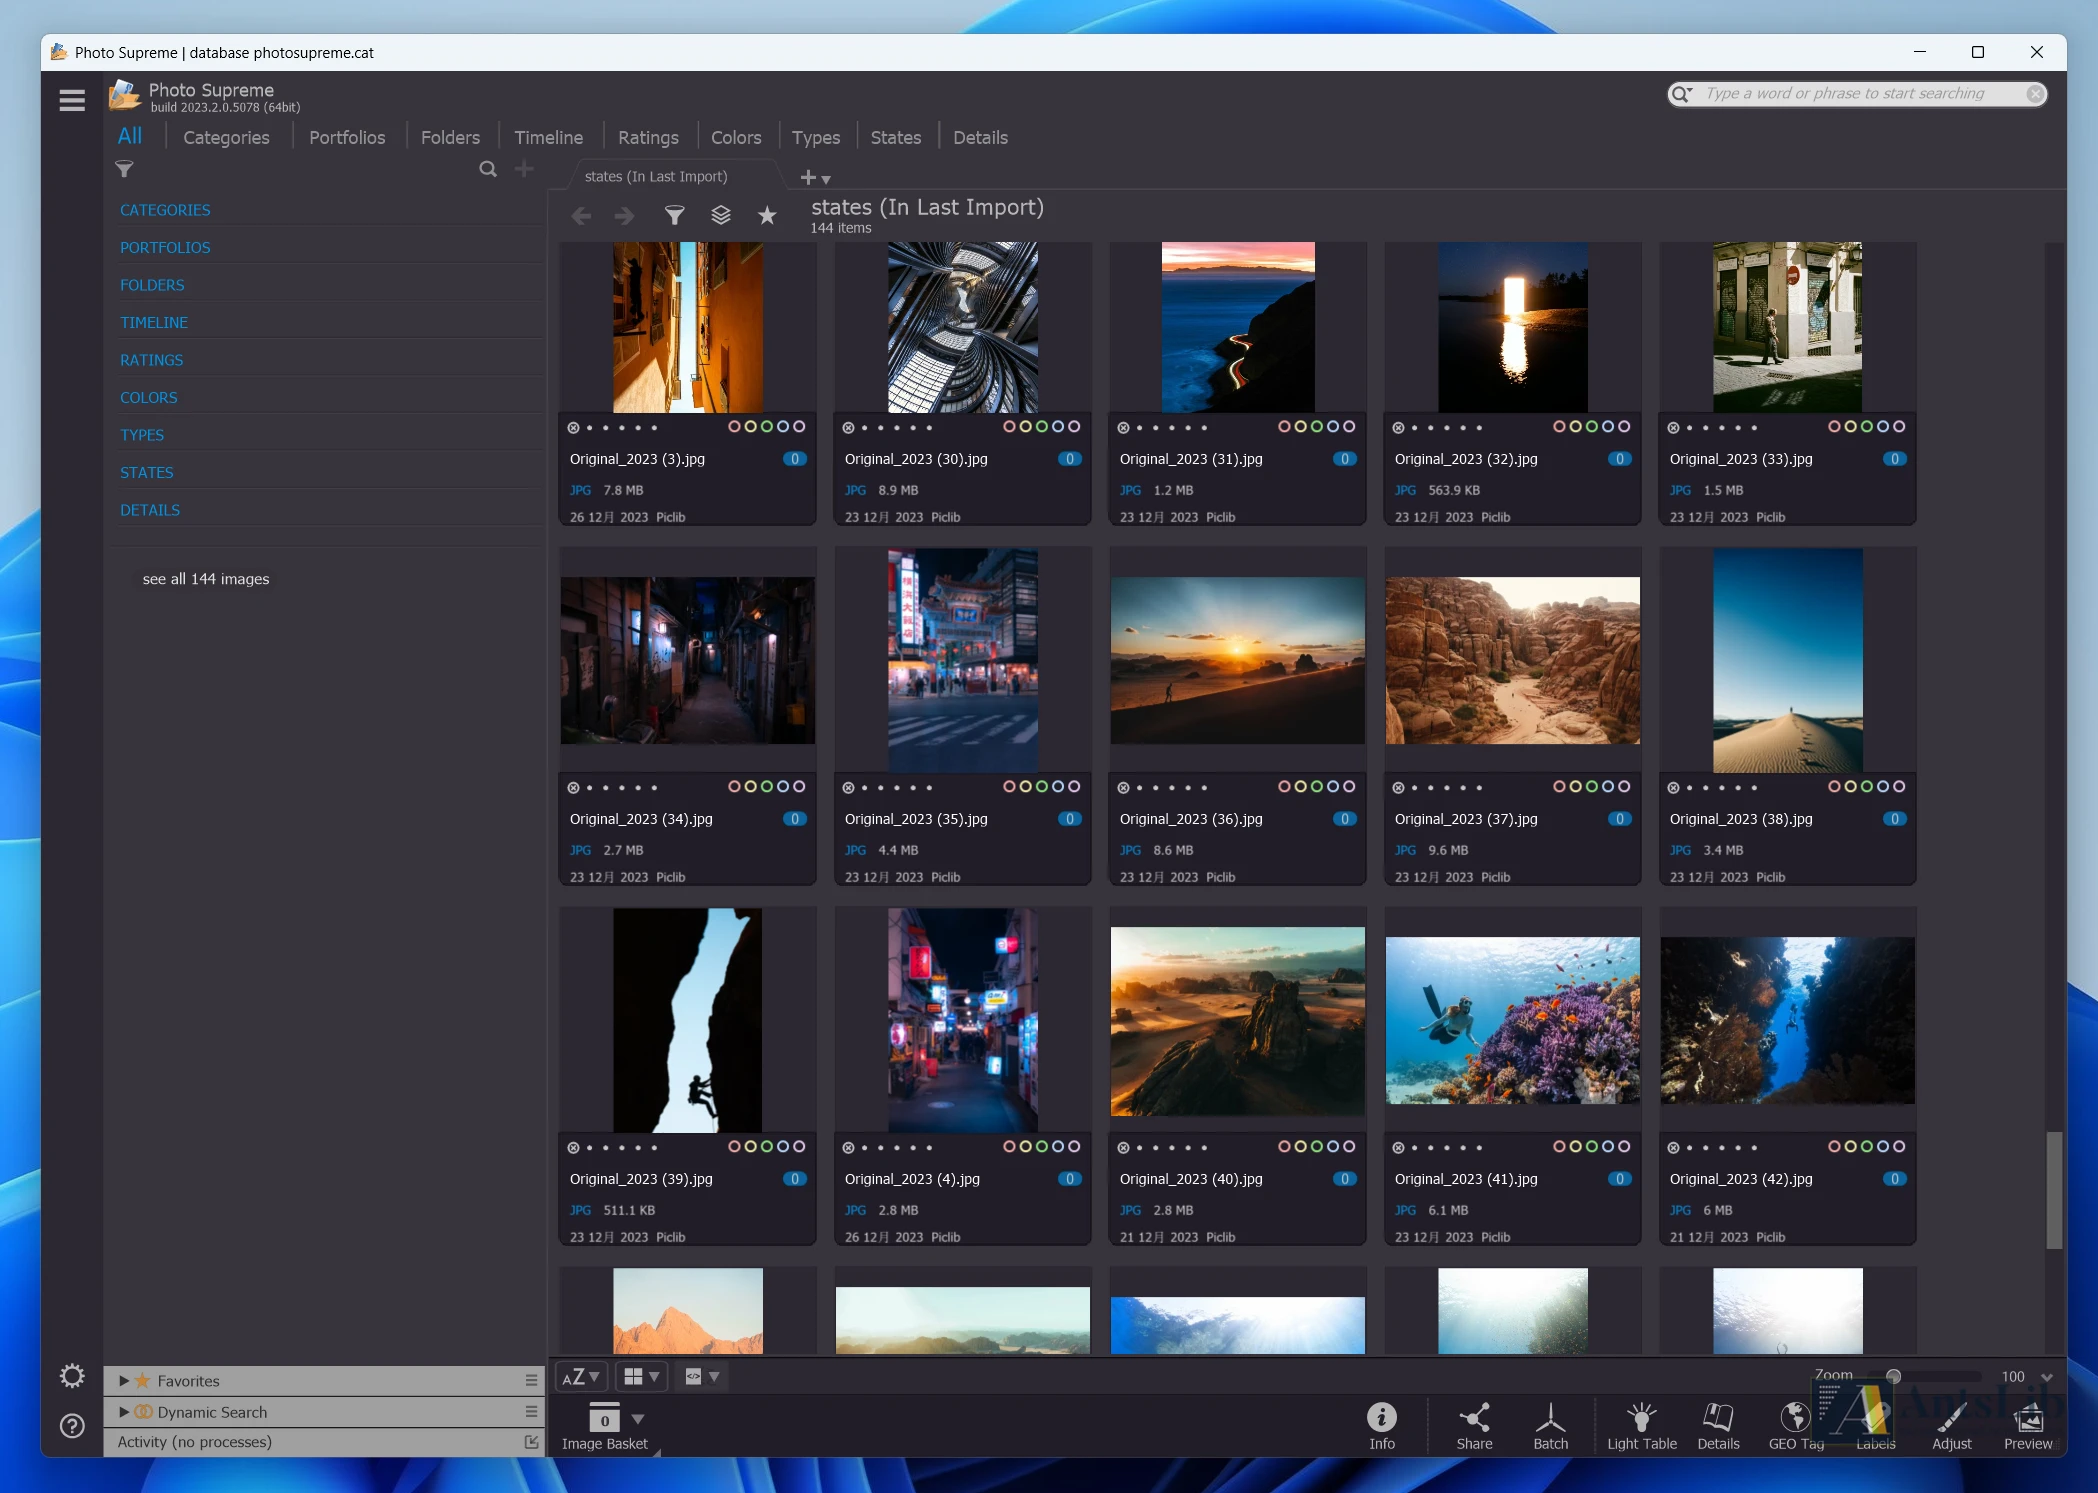 Photo Supreme | database photosupreme.cat
Photo Supreme
build 2023.2.0.5078 (64bit)
Type a word or phrase to start searching
All Categories Portfolios Folders Timeline Ratings Colors Types States Details
states (In Last Import)
states (In Last Import)
144 items
CATEGORIES
PORTFOLIOS
FOLDERS
TIMELINE
RATINGS
COLORS
TYPES
STATES
DETAILS
see all 144 images
Original_2023 (3).jpg 0 Original_2023 (30).jpg 0 Original_2023 (31).jpg 0 Original_2023 (32).jpg 0 Original_2023 (33).jpg 0
JPG 7.8 MB JPG 8.9 MB JPG 1.2 MB JPG 563.9 KB JPG 1.5 MB
26 12月 2023 Piclib 23 12月 2023 Piclib 23 12月 2023 Piclib 23 12月 2023 Piclib 23 12月 2023 Piclib
横浜大飯店
Original_2023 (34).jpg 0 Original_2023 (35).jpg 0 Original_2023 (36).jpg 0 Original_2023 (37).jpg 0 Original_2023 (38).jpg 0
JPG 2.7 MB JPG 4.4 MB JPG 8.6 MB JPG 9.6 MB JPG 3.4 MB
23 12月 2023 Piclib 23 12月 2023 Piclib 23 12月 2023 Piclib 23 12月 2023 Piclib 23 12月 2023 Piclib
Original_2023 (39).jpg 0 Original_2023 (4).jpg 0 Original_2023 (40).jpg 0 Original_2023 (41).jpg 0 Original_2023 (42).jpg 0
JPG 511.1 KB JPG 2.8 MB JPG 2.8 MB JPG 6.1 MB JPG 6 MB
23 12月 2023 Piclib 26 12月 2023 Piclib 21 12月 2023 Piclib 23 12月 2023 Piclib 21 12月 2023 Piclib
Favorites
Dynamic Search
Activity (no processes)
AZ
Zoom 100
0
Image Basket Info Share Batch Light Table Details GEO Tag Labels Adjust Preview
AntsLab